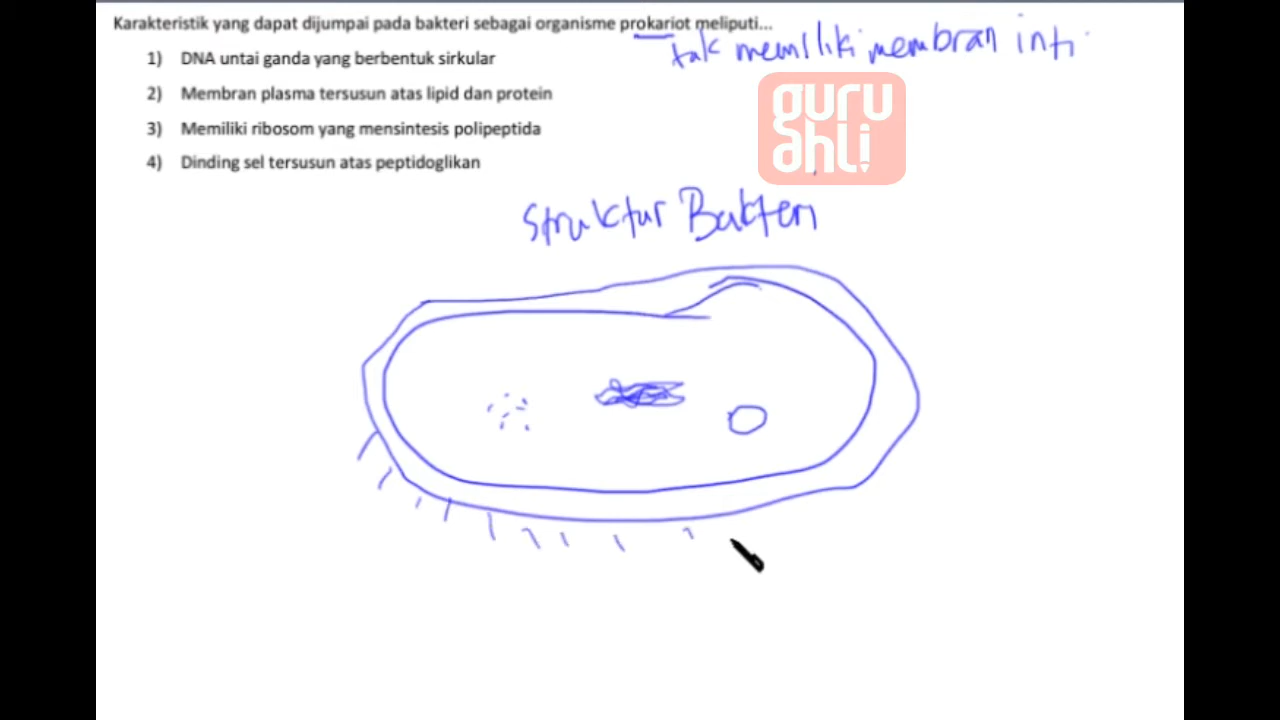 Karakteristik yang dapat dijumpai pada bakteri sebagai organisme prokariot meliputi...
tak memiliki membran inti
1) DNA untai ganda yang berbentuk sirkular
2) Membran plasma tersusun atas lipid dan protein
3) Memiliki ribosom yang mensintesis polipeptida
4) Dinding sel tersusun atas peptidoglikan
guru
ahli
Struktur Bakteri